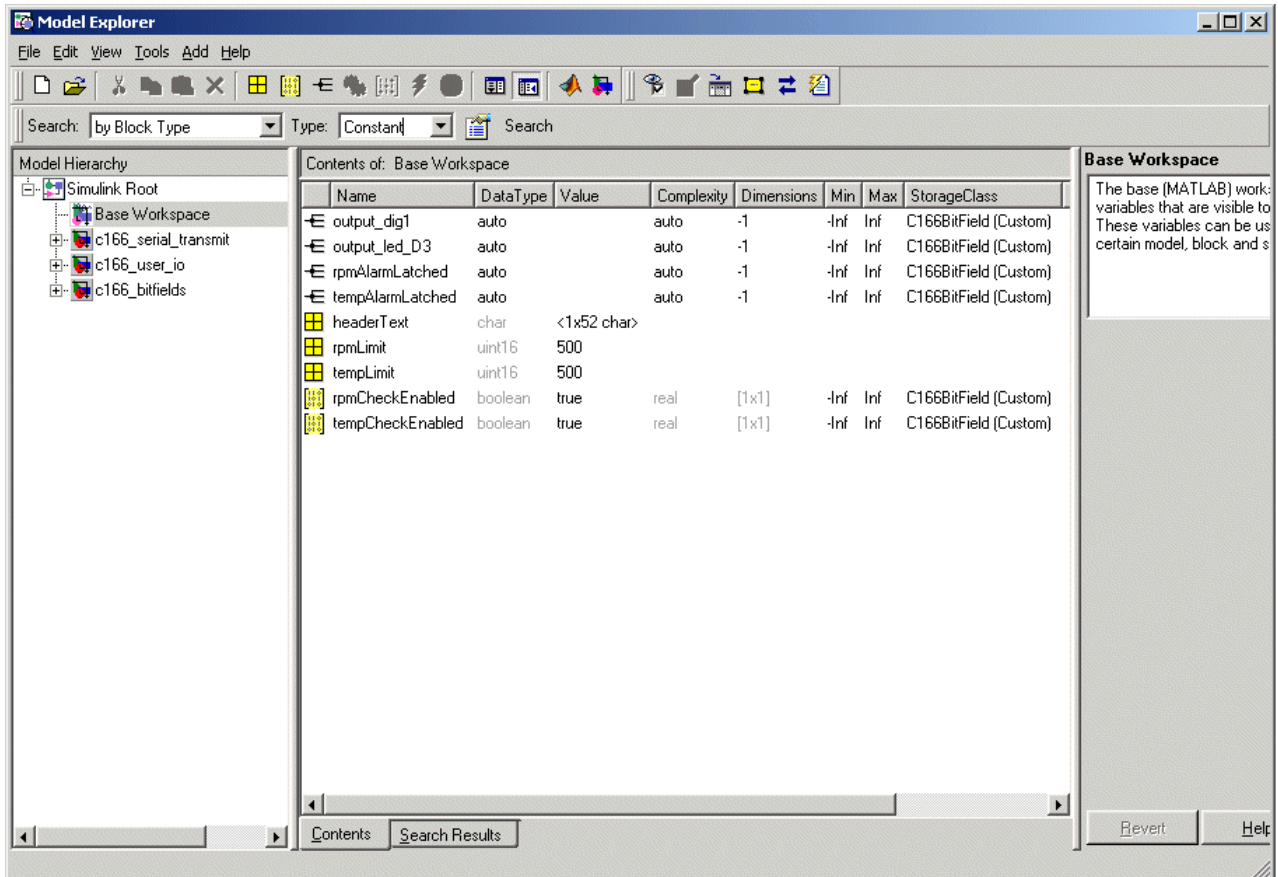 Model Explorer
File Edit View Tools Add Help
Search: by Block Type Type: Constant Search
Model Hierarchy
Simulink Root
Base Workspace
c166_serial_transmit
c166_user_io
c166_bitfields
Contents of: Base Workspace
Name DataType Value Complexity Dimensions Min Max StorageClass
output_dig1 auto auto -1 -Inf Inf C166BitField (Custom)
output_led_D3 auto auto -1 -Inf Inf C166BitField (Custom)
rpmAlarmLatched auto auto -1 -Inf Inf C166BitField (Custom)
tempAlarmLatched auto auto -1 -Inf Inf C166BitField (Custom)
headerText char <1x52 char>
rpmLimit uint16 500
tempLimit uint16 500
rpmCheckEnabled boolean true real [1x1] -Inf Inf C166BitField (Custom)
tempCheckEnabled boolean true real [1x1] -Inf Inf C166BitField (Custom)
Contents Search Results
Base Workspace
The base (MATLAB) works
variables that are visible to
These variables can be us
certain model, block and s
Revert Help